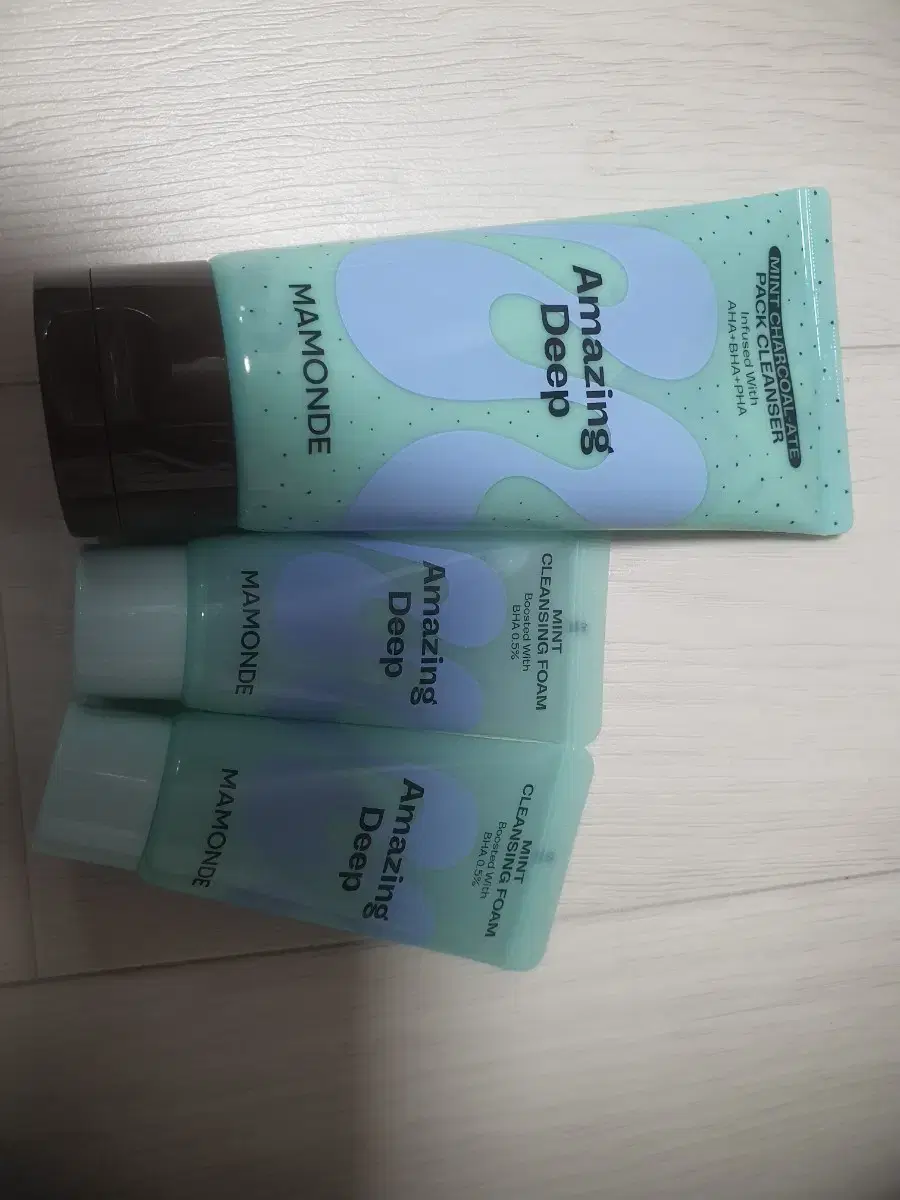 MINT CHARCOAL-ATE
PACK CLEANSER
Infused With
AHA+BHA+PHA
Amazing
Deep
MAMONDE
MINT
CLEANSING FOAM
Boosted With
BHA 0.5%
Amazing
Deep
MAMONDE
MINT
CLEANSING FOAM
Boosted With
BHA 0.5%
Amazing
Deep
MAMONDE